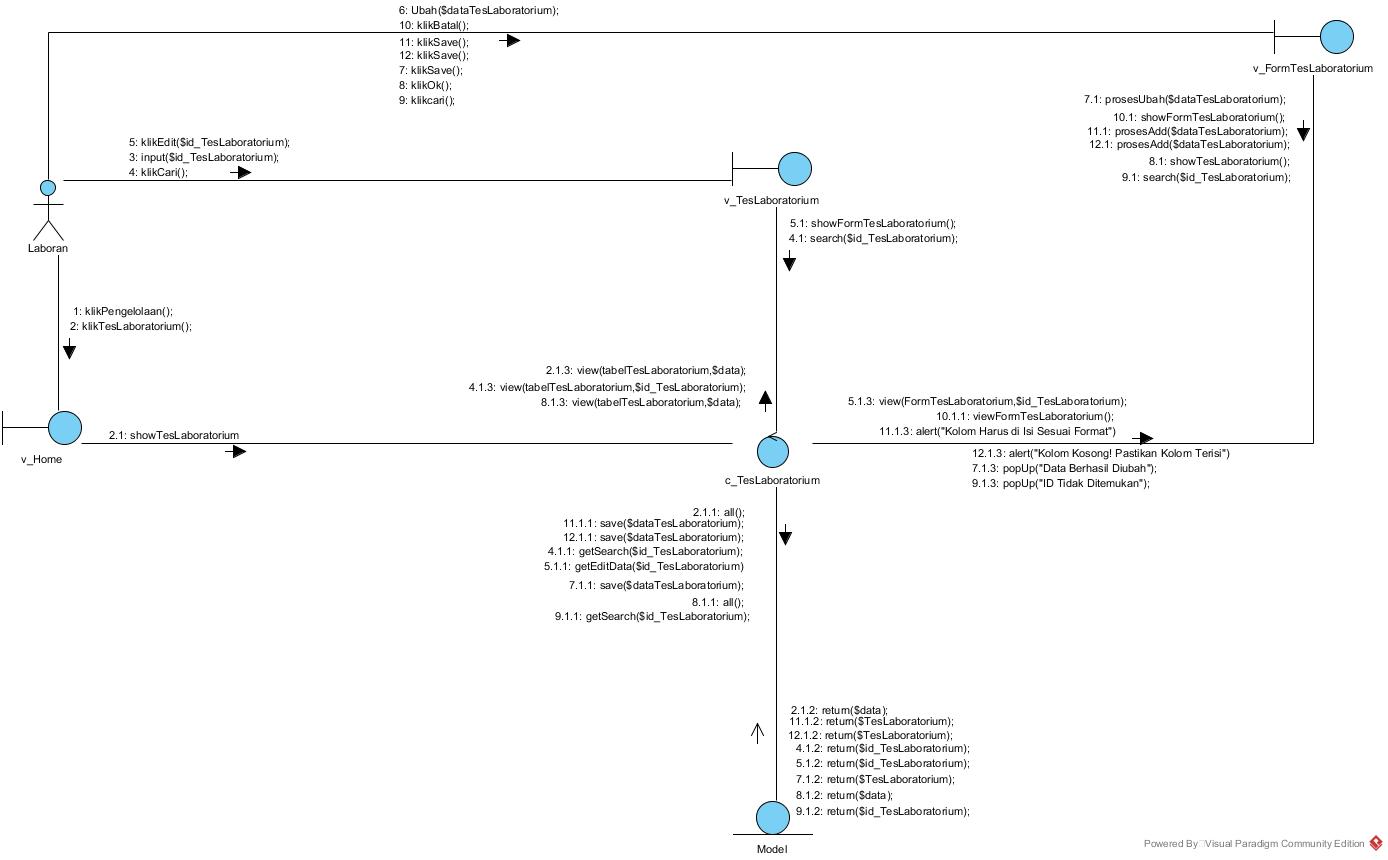 6: Ubah($dataTesLaboratorium);
10: klikBatal();
11: klikSave();
12: klikSave();
7: klikSave();
8: klikOk();
9: klikcari();
v_FormTesLaboratorium
7.1: prosesUbah($dataTesLaboratorium);
10.1: showFormTesLaboratorium();
11.1: prosesAdd($dataTesLaboratorium);
12.1: prosesAdd($dataTesLaboratorium);
8.1: showTesLaboratorium();
9.1: search($id_TesLaboratorium);
5: klikEdit($id_TesLaboratorium);
3: input($id_TesLaboratorium);
4: klikCari();
v_TesLaboratorium
Laboran
5.1: showFormTesLaboratorium();
4.1: search($id_TesLaboratorium);
1: klikPengelolaan();
2: klikTesLaboratorium();
2.1.3: view(tabelTesLaboratorium,$data);
4.1.3: view(tabelTesLaboratorium,$id_TesLaboratorium);
8.1.3: view(tabelTesLaboratorium,$data);
5.1.3: view(FormTesLaboratorium,$id_TesLaboratorium);
10.1.1: viewFormTesLaboratorium();
11.1.3: alert("Kolom Harus di Isi Sesuai Format")
2.1: showTesLaboratorium
v_Home
12.1.3: alert("Kolom Kosong! Pastikan Kolom Terisi")
7.1.3: popUp("Data Berhasil Diubah");
9.1.3: popUp("ID Tidak Ditemukan");
c_TesLaboratorium
2.1.1: all();
11.1.1: save($dataTesLaboratorium);
12.1.1: save($dataTesLaboratorium);
4.1.1: getSearch($id_TesLaboratorium);
5.1.1: getEditData($id_TesLaboratorium)
7.1.1: save($dataTesLaboratorium);
8.1.1: all();
9.1.1: getSearch($id_TesLaboratorium);
2.1.2: return($data);
11.1.2: return($TesLaboratorium);
12.1.2: return($TesLaboratorium);
4.1.2: return($id_TesLaboratorium);
5.1.2: return($id_TesLaboratorium);
7.1.2: return($TesLaboratorium);
8.1.2: return($data);
9.1.2: return($id_TesLaboratorium);
Model
Powered By Visual Paradigm Community Edition